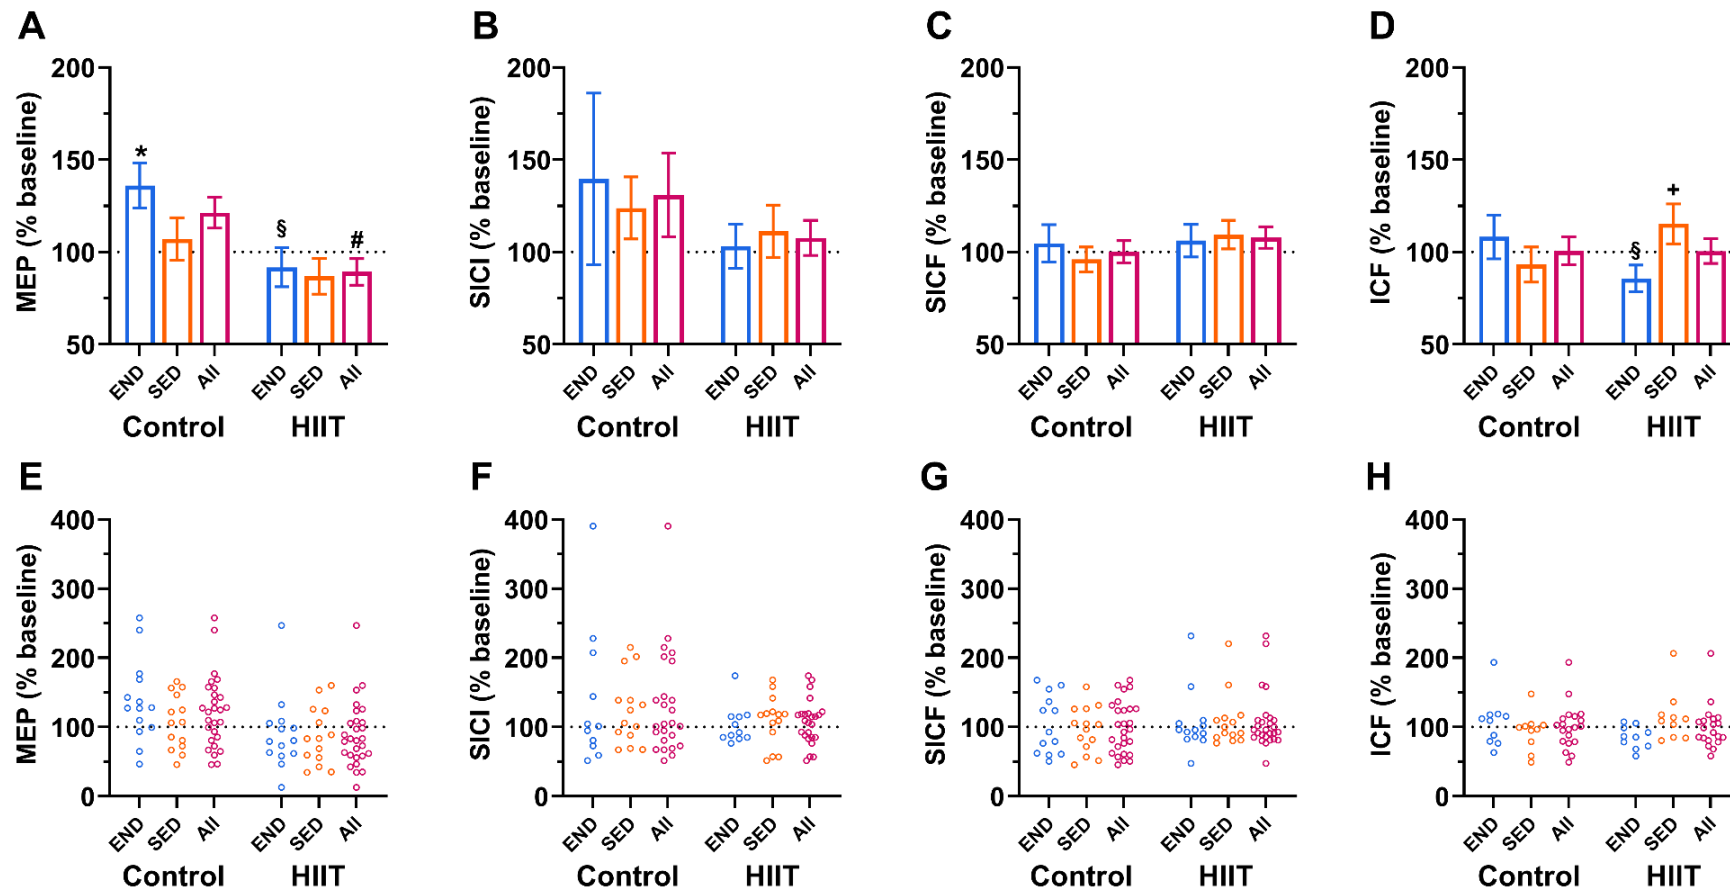 A
B
C
D
MEP (% baseline)
200
150
100
50
*
§
#
END
SED
All
END
SED
All
Control
HIIT
SICI (% baseline)
200
150
100
50
END
SED
All
END
SED
All
Control
HIIT
SICF (% baseline)
200
150
100
50
END
SED
All
END
SED
All
Control
HIIT
ICF (% baseline)
200
150
100
50
§
+
END
SED
All
END
SED
All
Control
HIIT
E
F
G
H
MEP (% baseline)
400
300
200
100
0
END
SED
All
END
SED
All
Control
HIIT
SICI (% baseline)
400
300
200
100
0
END
SED
All
END
SED
All
Control
HIIT
SICF (% baseline)
400
300
200
100
0
END
SED
All
END
SED
All
Control
HIIT
ICF (% baseline)
400
300
200
100
0
END
SED
All
END
SED
All
Control
HIIT